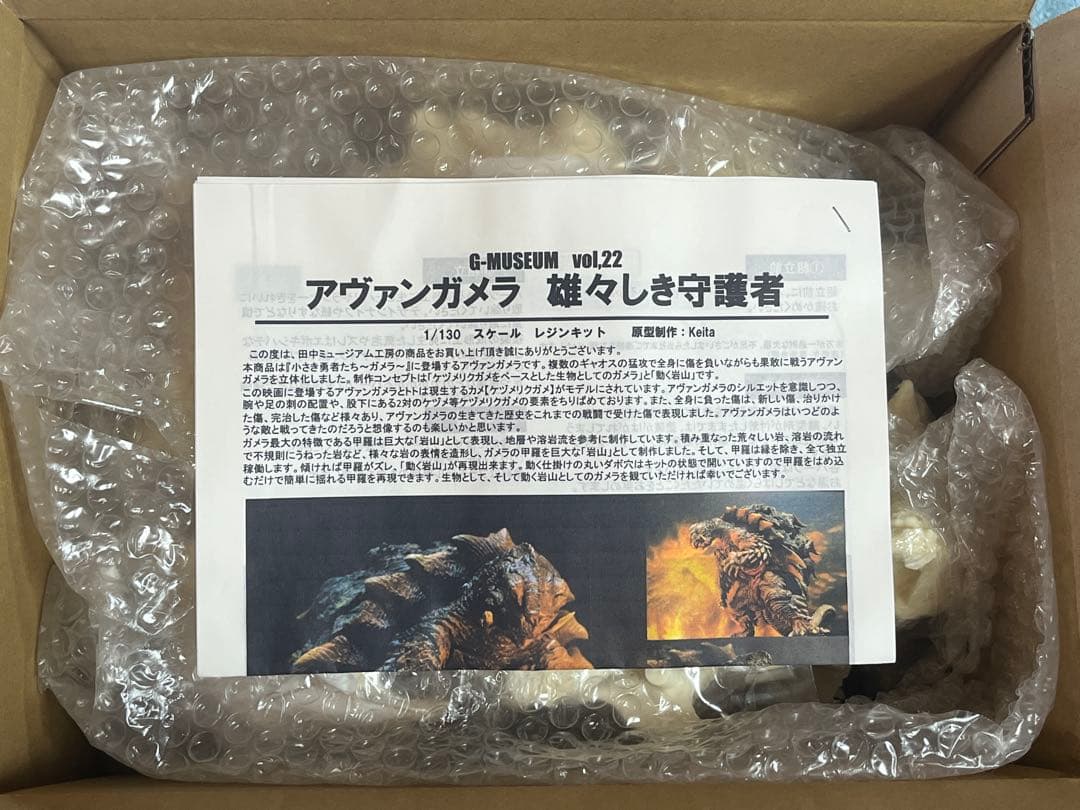 G-MUSEUM vol,22
アヴァンガメラ 雄々しき守護者
1/130 スケール レジンキット 原型制作：Keita
この度は、田中ミュージアム工房の商品をお買い上げ頂き誠にありがとうございます。
本商品は『小さき勇者たち～ガメラ～』に登場するアヴァンガメラです。複数のギャオスの猛攻で全身に傷を負いながらも果敢に戦うアヴァン
ガメラを立体化しました。制作コンセプトは「ケヅメリクガメをベースとした生物としてのガメラ」と「動く岩山」です。
この映画に登場するアヴァンガメラとトトは現生するカメ【ケヅメリクガメ】がモデルにされています。アヴァンガメラのシルエットを意識しつつ、
腕や足の刺の配置や、股下にある2対のケヅメ等ケヅメリクガメの要素をちりばめております。また、全身に負った傷は、新しい傷、治りかけ
た傷、完治した傷など様々あり、アヴァンガメラの生きてきた歴史をこれまでの戦闘で受けた傷で表現しました。アヴァンガメラはいつどのよ
うな敵と戦ってきたのだろうと想像するのも楽しいかと思います。
ガメラ最大の特徴である甲羅は巨大な「岩山」として表現し、地層や溶岩流を参考に制作しています。積み重なった荒々しい岩、溶岩の流れ
で不規則にうねった岩など、様々な岩の表情を造形し、ガメラの甲羅を巨大な「岩山」として制作しました。そして、甲羅は縁を除き、全て独立
稼働します。傾ければ甲羅がズレ、「動く岩山」が再現出来ます。動く仕掛けの丸いダボ穴はキットの状態で開いていますので甲羅をはめ込
むだけで簡単に揺れる甲羅を再現できます。生物として、そして動く岩山としてのガメラを観ていただければ幸いでございます。